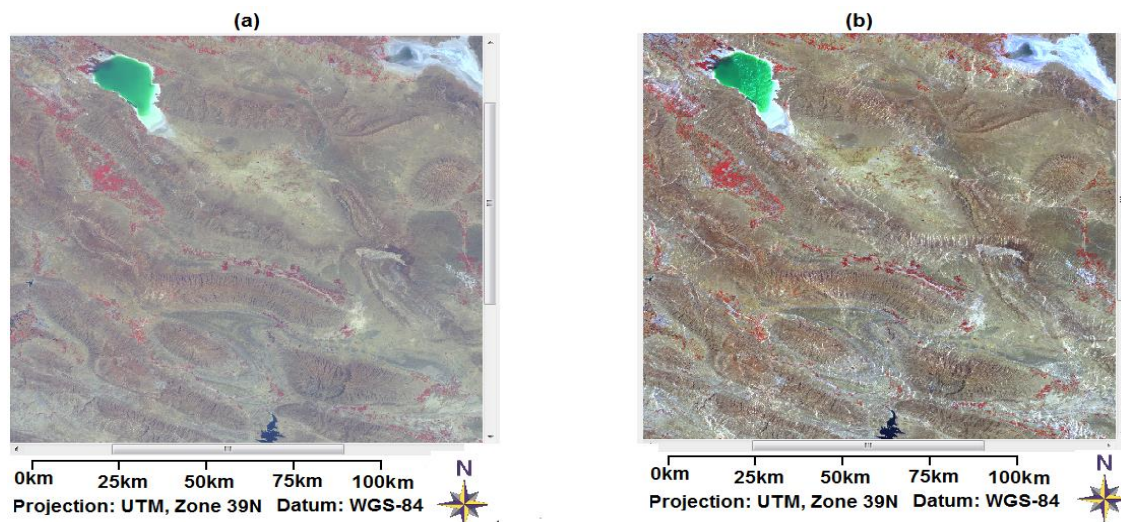 (a)
0km 25km 50km 75km 100km
Projection: UTM, Zone 39N Datum: WGS-84
N
(b)
0km 25km 50km 75km 100km
Projection: UTM, Zone 39N Datum: WGS-84
N